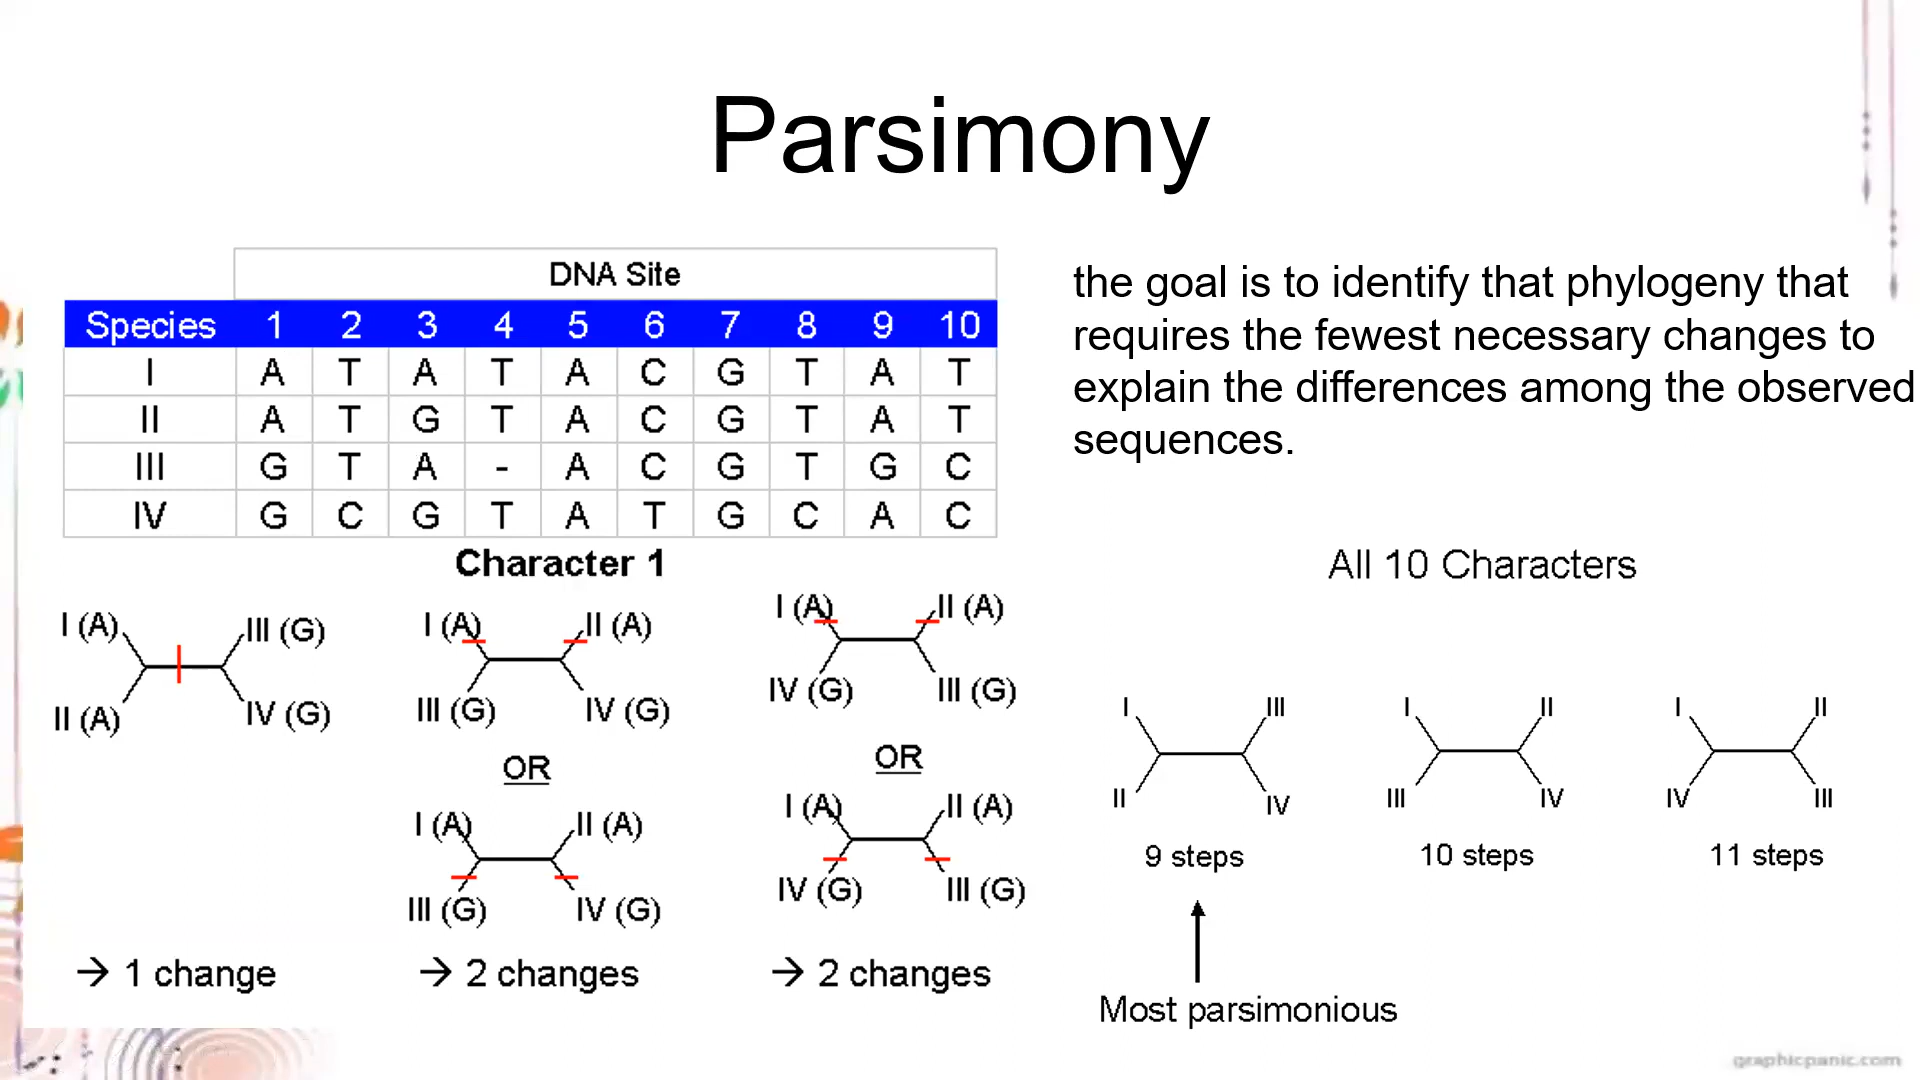 Parsimony
DNA Site
Species 1 2 3 4 5 6 7 8 9 10
I A T A T A C G T A T
II A T G T A C G T A T
III G T A - A C G T G C
IV G C G T A T G C A C
the goal is to identify that phylogeny that
requires the fewest necessary changes to
explain the differences among the observed
sequences.
Character 1
I (A) III (G)
II (A) IV (G)
→ 1 change
I (A) II (A)
III (G) IV (G)
OR
I (A) II (A)
III (G) IV (G)
→ 2 changes
I (A) II (A)
IV (G) III (G)
OR
I (A) II (A)
IV (G) III (G)
→ 2 changes
All 10 Characters
I III
II IV
9 steps
I II
III IV
10 steps
I II
IV III
11 steps
Most parsimonious
graphicpanic.com